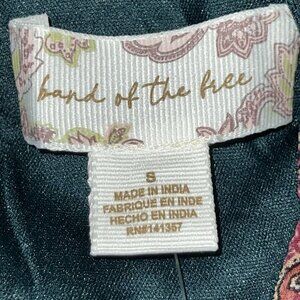 band of the free
S
MADE IN INDIA
FABRIQUE EN INDE
HECHO EN INDIA
RN#141357